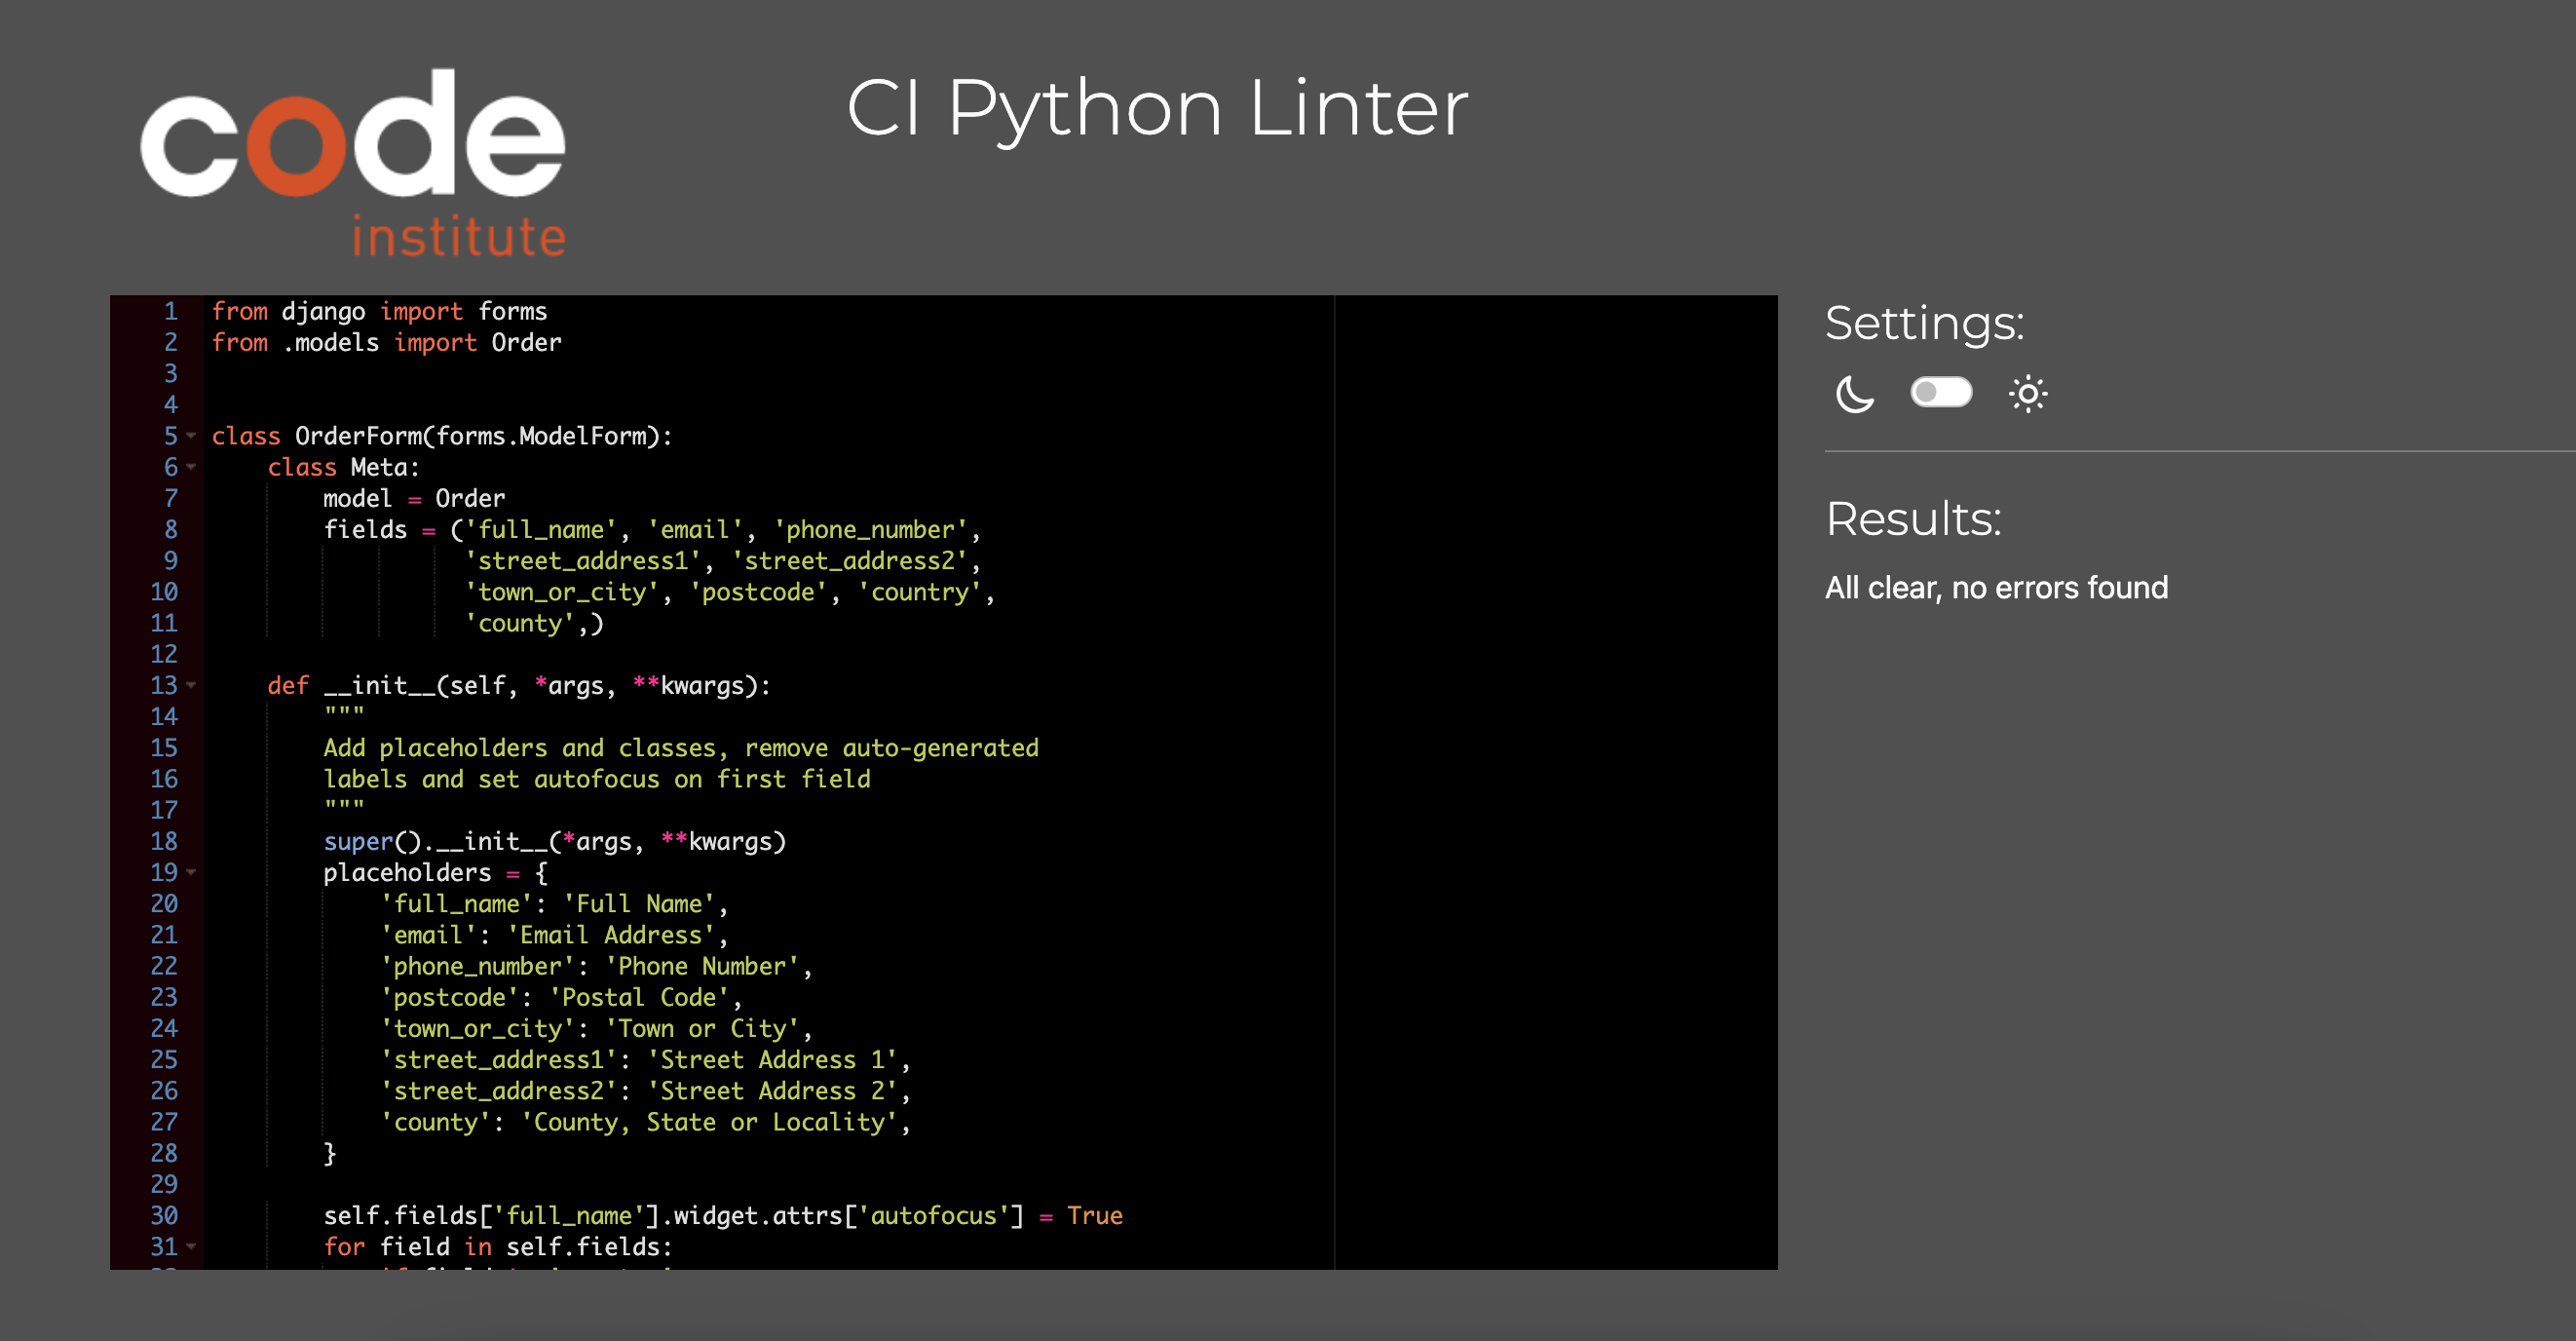 code
institute
CI Python Linter
1 from django import forms
2 from .models import Order
3
4
5 class OrderForm(forms.ModelForm):
6     class Meta:
7         model = Order
8         fields = ('full_name', 'email', 'phone_number',
9                   'street_address1', 'street_address2',
10                   'town_or_city', 'postcode', 'country',
11                   'county',)
12
13     def __init__(self, *args, **kwargs):
14         """
15         Add placeholders and classes, remove auto-generated
16         labels and set autofocus on first field
17         """
18         super().__init__(*args, **kwargs)
19         placeholders = {
20             'full_name': 'Full Name',
21             'email': 'Email Address',
22             'phone_number': 'Phone Number',
23             'postcode': 'Postal Code',
24             'town_or_city': 'Town or City',
25             'street_address1': 'Street Address 1',
26             'street_address2': 'Street Address 2',
27             'county': 'County, State or Locality',
28         }
29
30         self.fields['full_name'].widget.attrs['autofocus'] = True
31         for field in self.fields:
Settings:
Results:
All clear, no errors found